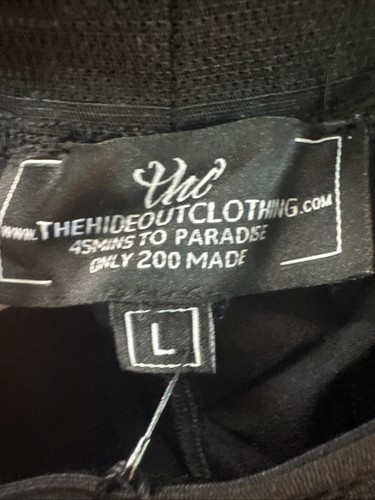 thc
www.THEHIDEOUTCLOTHING.COM
45MINS TO PARADISE
ONLY 200 MADE
L